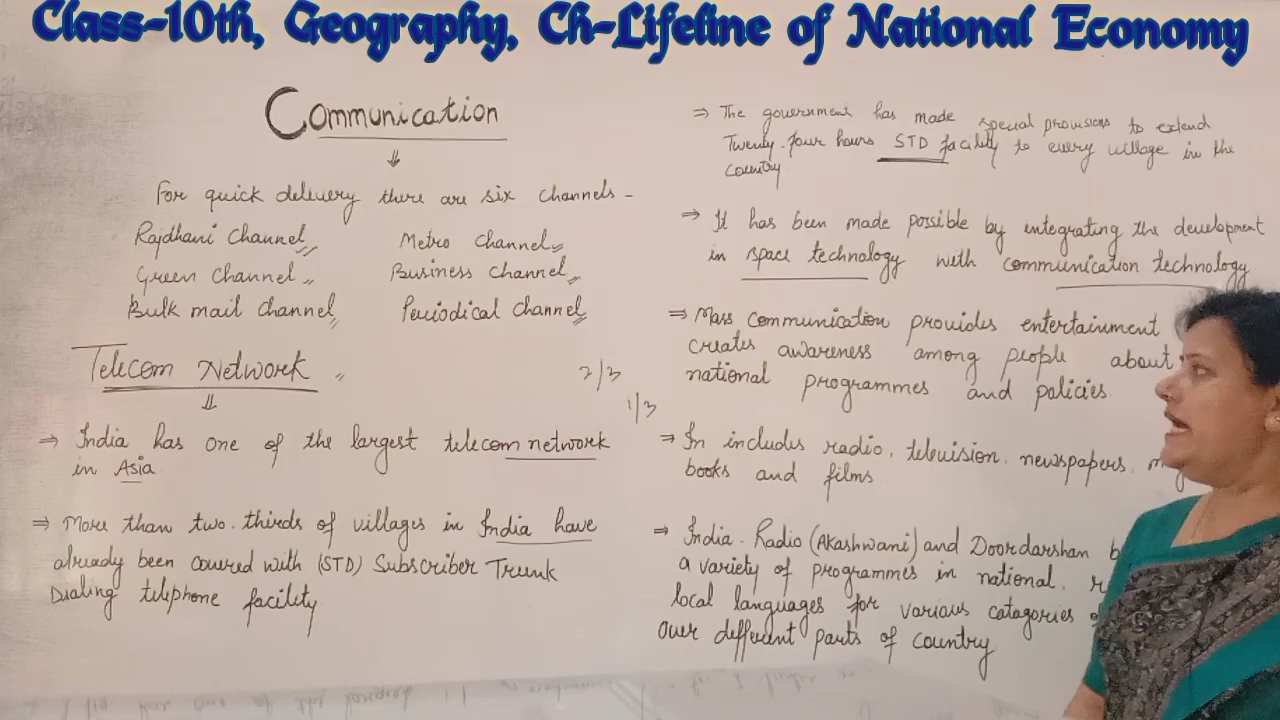 Class-10th, Geography, Ch-Lifeline of National Economy
Communication
For quick delivery there are six channels -
Rajdhani Channel
Metro Channel
Green Channel
Business Channel
Bulk mail channel
Periodical Channel
Telecom Network
2/3
1/3
⇒ India has one of the largest telecom network
in Asia
⇒ More than two-thirds of villages in India have
already been covered with (STD) Subscriber Trunk
Dialing telephone facility
⇒ The government has made special provisions to extend
Twenty-four hours STD facility to every village in the
country
⇒ It has been made possible by integrating the development
in space technology with communication technology
⇒ Mass communication provides entertainment
creates awareness among people about
national programmes and policies
⇒ In includes radio, television, newspapers,
books and films
⇒ India. Radio (Akashwani) and Doordarshan
a variety of programmes in national,
local languages for various catagories
over different parts of country